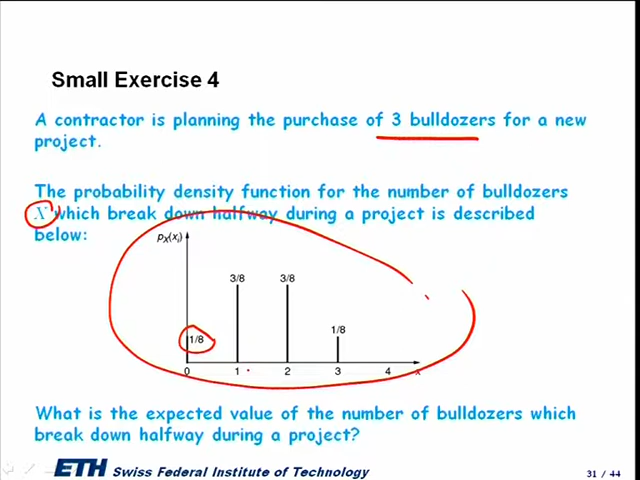 Small Exercise 4
A contractor is planning the purchase of 3 bulldozers for a new
project.
The probability density function for the number of bulldozers
X which break down halfway during a project is described
below:
pX(xi)
3/8 3/8
1/8 1/8
0 1 2 3 4 x
What is the expected value of the number of bulldozers which
break down halfway during a project?
ETH Swiss Federal Institute of Technology
31 / 44